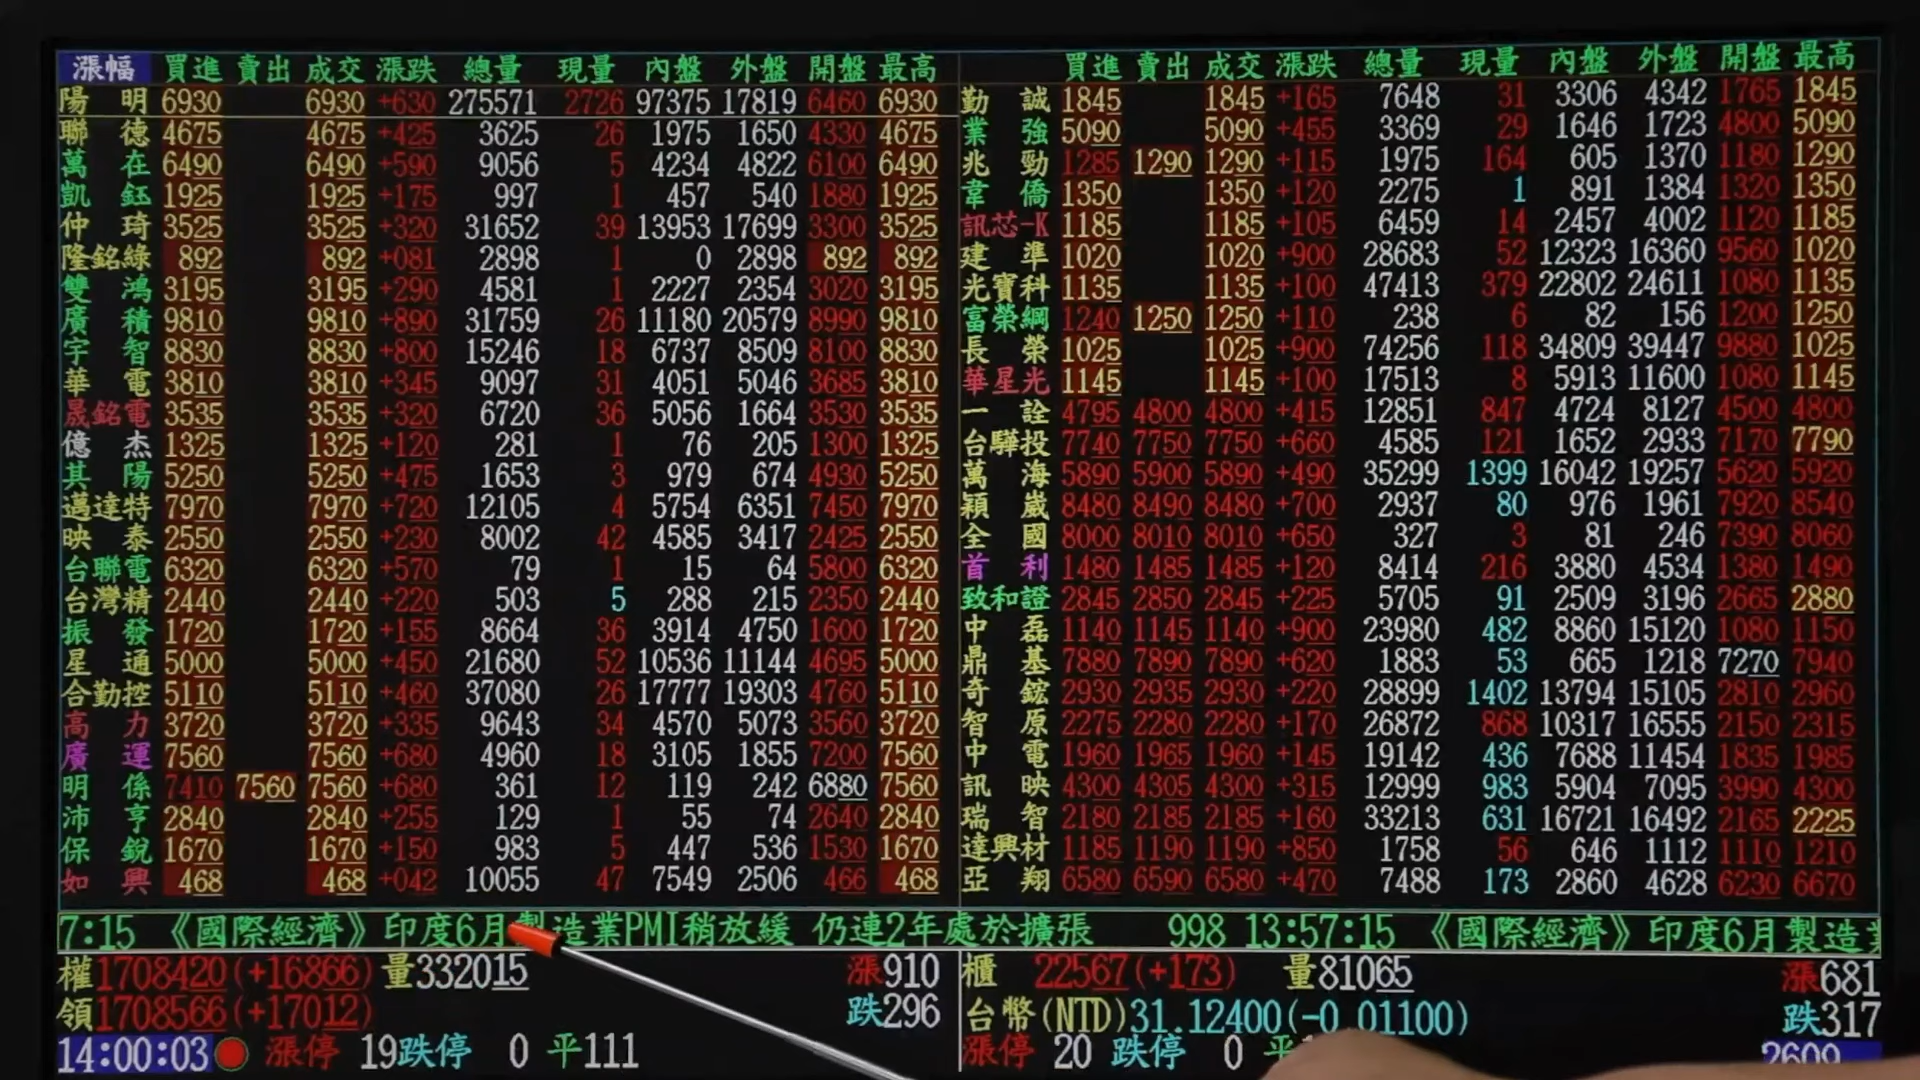 漲幅 買進 賣出 成交 漲跌 總量 現量 內盤 外盤 開盤 最高
陽明 6930 6930 +630 275571 2726 97375 17819 6460 6930
聯德 4675 4675 +425 3625 26 1975 1650 4330 4675
萬在 6490 6490 +590 9056 5 4234 4822 6100 6490
凱鈺 1925 1925 +175 997 1 457 540 1880 1925
仲琦 3525 3525 +320 31652 39 13953 17699 3300 3525
隆銘綠 892 892 +081 2898 1 0 2898 892 892
雙鴻 3195 3195 +290 4581 1 2227 2354 3020 3195
廣積 9810 9810 +890 31759 26 11180 20579 8990 9810
宇智 8830 8830 +800 15246 18 6737 8509 8100 8830
華電 3810 3810 +345 9097 31 4051 5046 3685 3810
晟銘電 3535 3535 +320 6720 36 5056 1664 3530 3535
億杰 1325 1325 +120 281 1 76 205 1300 1325
其陽 5250 5250 +475 1653 3 979 674 4930 5250
邁達特 7970 7970 +720 12105 4 5754 6351 7450 7970
映泰 2550 2550 +230 8002 42 4585 3417 2425 2550
台聯電 6320 6320 +570 79 1 15 64 5800 6320
台灣精 2440 2440 +220 503 5 288 215 2350 2440
振發 1720 1720 +155 8664 36 3914 4750 1600 1720
星通 5000 5000 +450 21680 52 10536 11144 4695 5000
合勤控 5110 5110 +460 37080 26 17777 19303 4760 5110
高力 3720 3720 +335 9643 34 4570 5073 3560 3720
廣運 7560 7560 +680 4960 18 3105 1855 7200 7560
明係 7410 7560 7560 +680 361 12 119 242 6880 7560
沛亨 2840 2840 +255 129 1 55 74 2640 2840
保銳 1670 1670 +150 983 5 447 536 1530 1670
如興 468 468 +042 10055 47 7549 2506 466 468
買進 賣出 成交 漲跌 總量 現量 內盤 外盤 開盤 最高
勤誠 1845 1845 +165 7648 31 3306 4342 1765 1845
業強 5090 5090 +455 3369 29 1646 1723 4800 5090
兆勁 1285 1290 1290 +115 1975 164 605 1370 1180 1290
韋僑 1350 1350 +120 2275 1 891 1384 1320 1350
訊芯-K 1185 1185 +105 6459 14 2457 4002 1120 1185
建準 1020 1020 +900 28683 52 12323 16360 9560 1020
光寶科 1135 1135 +100 47413 379 22802 24611 1080 1135
富榮綱 1240 1250 1250 +110 238 6 82 156 1200 1250
長榮 1025 1025 +900 74256 118 34809 39447 9880 1025
華星光 1145 1145 +100 17513 8 5913 11600 1080 1145
一詮 4795 4800 4800 +415 12851 847 4724 8127 4500 4800
台驊投 7740 7750 7750 +660 4585 121 1652 2933 7170 7790
萬海 5890 5900 5890 +490 35299 1399 16042 19257 5620 5920
穎崴 8480 8490 8480 +700 2937 80 976 1961 7920 8540
全國 8000 8010 8010 +650 327 3 81 246 7390 8060
首利 1480 1485 1485 +120 8414 216 3880 4534 1380 1490
致和證 2845 2850 2845 +225 5705 91 2509 3196 2665 2880
中磊 1140 1145 1140 +900 23980 482 8860 15120 1080 1150
鼎基 7880 7890 7890 +620 1883 53 665 1218 7270 7940
奇鋐 2930 2935 2930 +220 28899 1402 13794 15105 2810 2960
智原 2275 2280 2280 +170 26872 868 10317 16555 2150 2315
中電 1960 1965 1960 +145 19142 436 7688 11454 1835 1985
訊映 4300 4305 4300 +315 12999 983 5904 7095 3990 4300
瑞智 2180 2185 2185 +160 33213 631 16721 16492 2165 2225
達興材 1185 1190 1190 +850 1758 56 646 1112 1110 1210
亞翔 6580 6590 6580 +470 7488 173 2860 4628 6230 6670
7:15 《國際經濟》印度6月製造業PMI稍放緩 仍連2年處於擴張 998 13:57:15 《國際經濟》印度6月製造
權1708420(+16866) 量332015 漲910
領1708566(+17012) 跌296
14:00:03 漲停 19 跌停 0 平111
櫃 22567(+173) 量81065 漲681
台幣(NTD)31.12400(-0.01100) 跌317
漲停 20 跌停 0 平
2609